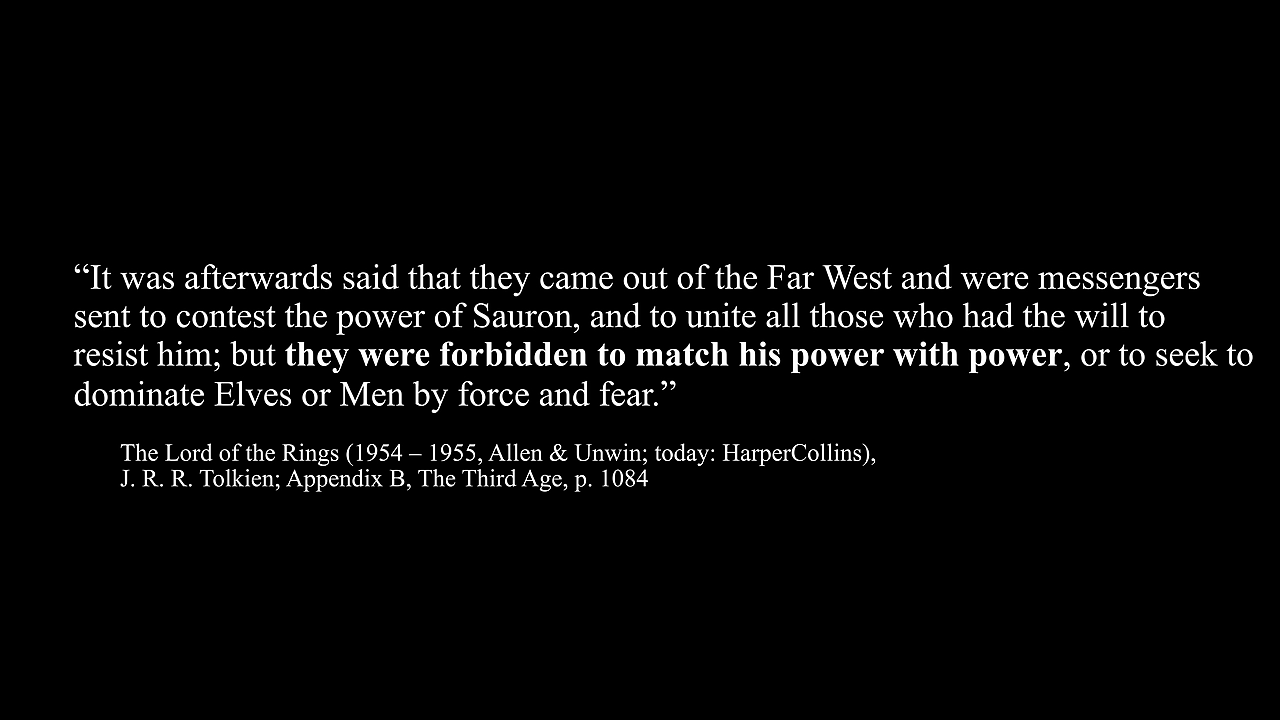 “It was afterwards said that they came out of the Far West and were messengers
sent to contest the power of Sauron, and to unite all those who had the will to
resist him; but they were forbidden to match his power with power, or to seek to
dominate Elves or Men by force and fear.”
The Lord of the Rings (1954 – 1955, Allen & Unwin; today: HarperCollins),
J. R. R. Tolkien; Appendix B, The Third Age, p. 1084